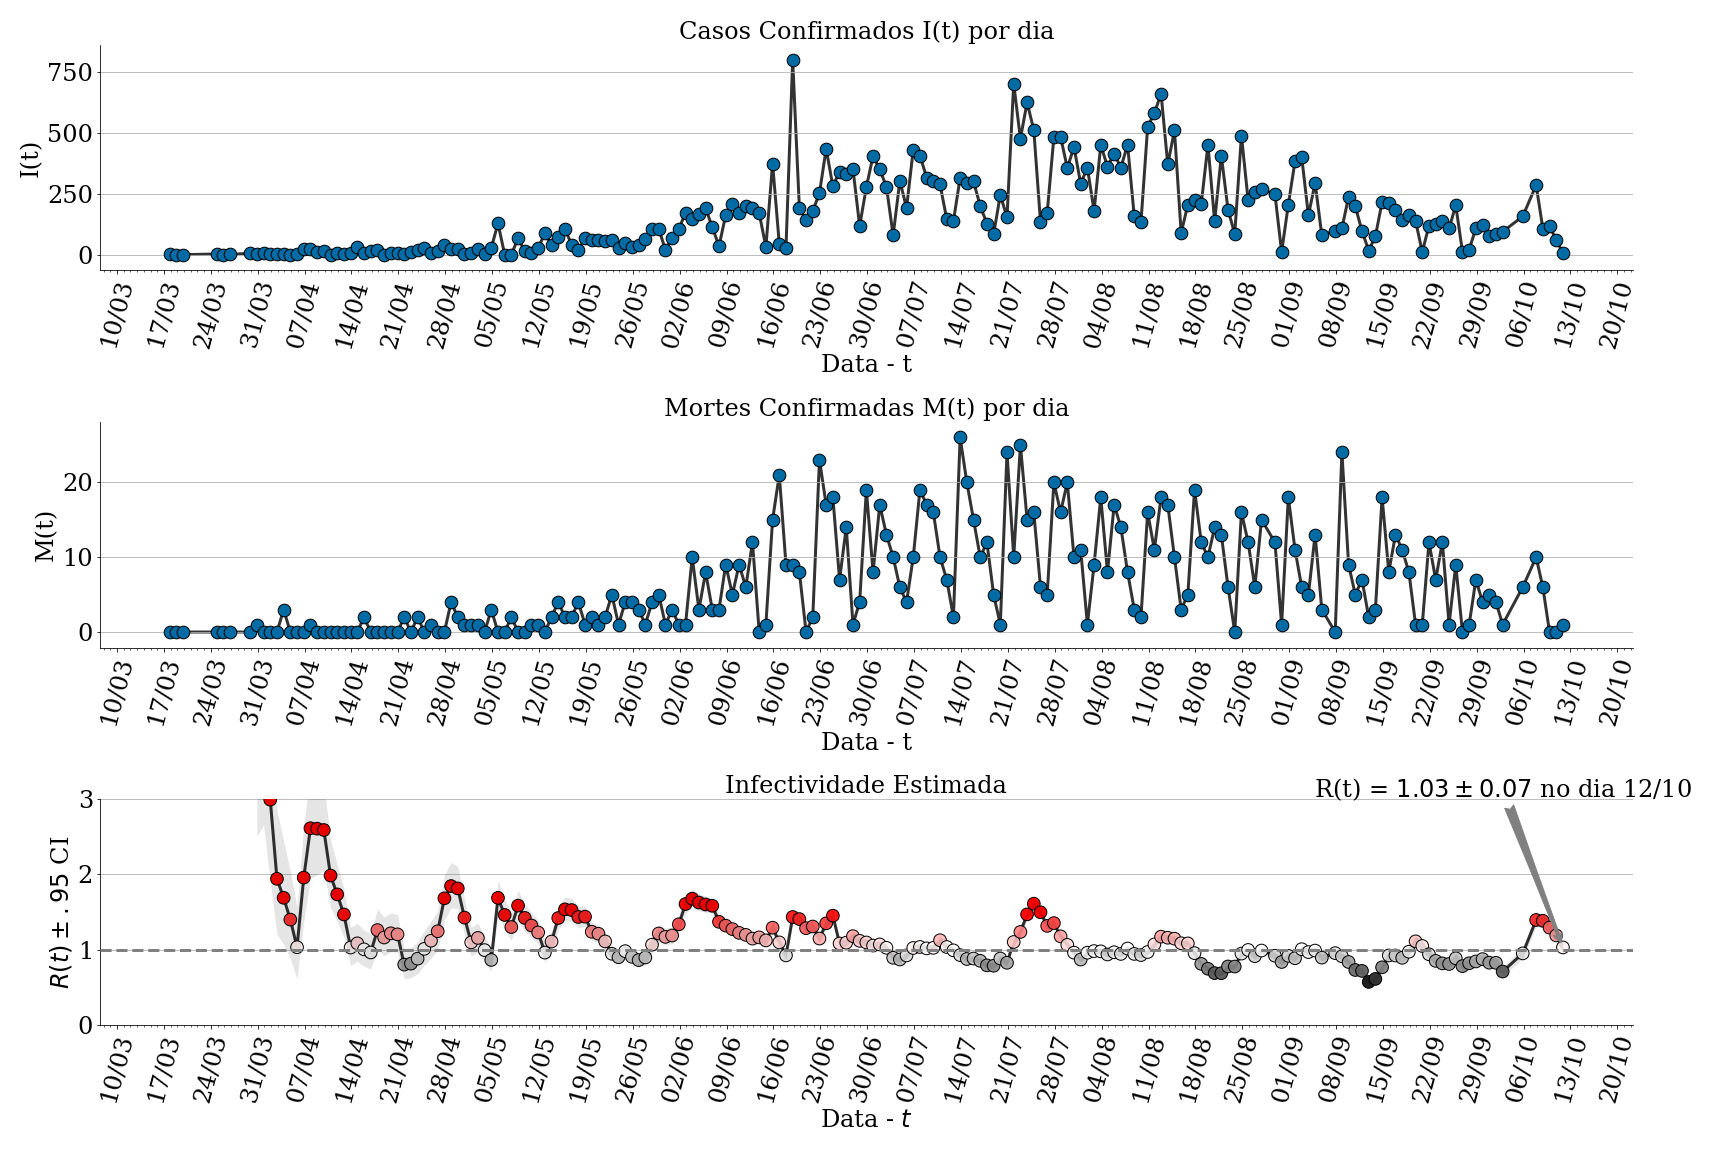 Casos Confirmados I(t) por dia
I(t)
750
500
250
0
10/03 17/03 24/03 31/03 07/04 14/04 21/04 28/04 05/05 12/05 19/05 26/05 02/06 09/06 16/06 23/06 30/06 07/07 14/07 21/07 28/07 04/08 11/08 18/08 25/08 01/09 08/09 15/09 22/09 29/09 06/10 13/10 20/10
Data - t
Mortes Confirmadas M(t) por dia
M(t)
20
10
0
10/03 17/03 24/03 31/03 07/04 14/04 21/04 28/04 05/05 12/05 19/05 26/05 02/06 09/06 16/06 23/06 30/06 07/07 14/07 21/07 28/07 04/08 11/08 18/08 25/08 01/09 08/09 15/09 22/09 29/09 06/10 13/10 20/10
Data - t
Infectividade Estimada
R(t) = 1.03 ± 0.07 no dia 12/10
R(t) ± .95 CI
3
2
1
0
10/03 17/03 24/03 31/03 07/04 14/04 21/04 28/04 05/05 12/05 19/05 26/05 02/06 09/06 16/06 23/06 30/06 07/07 14/07 21/07 28/07 04/08 11/08 18/08 25/08 01/09 08/09 15/09 22/09 29/09 06/10 13/10 20/10
Data - t